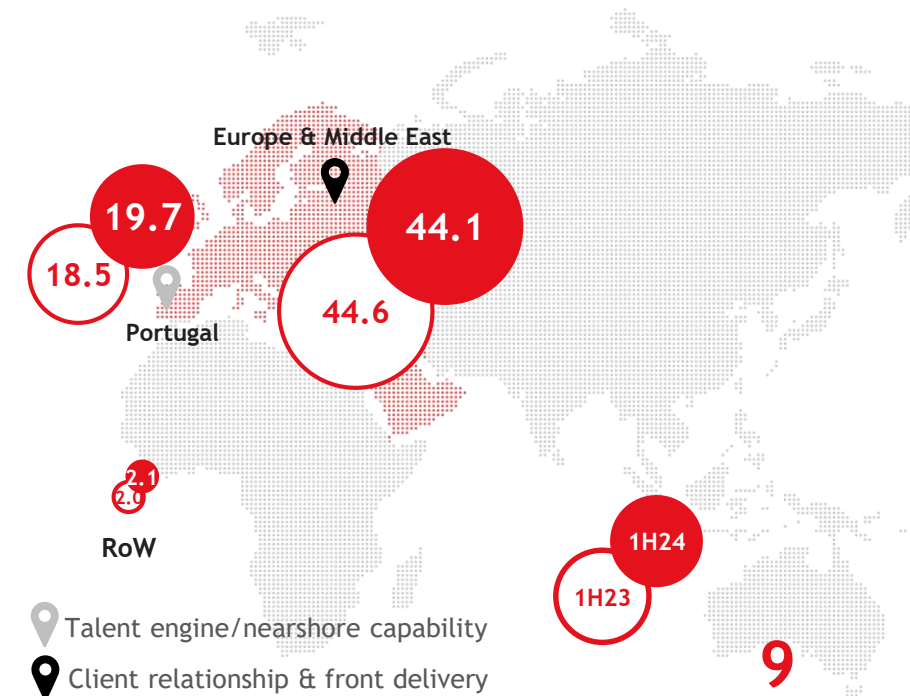 Europe & Middle East
19.7
44.1
18.5
44.6
Portugal
2.1
2.0
RoW
1H24
1H23
Talent engine/nearshore capability
Client relationship & front delivery
9